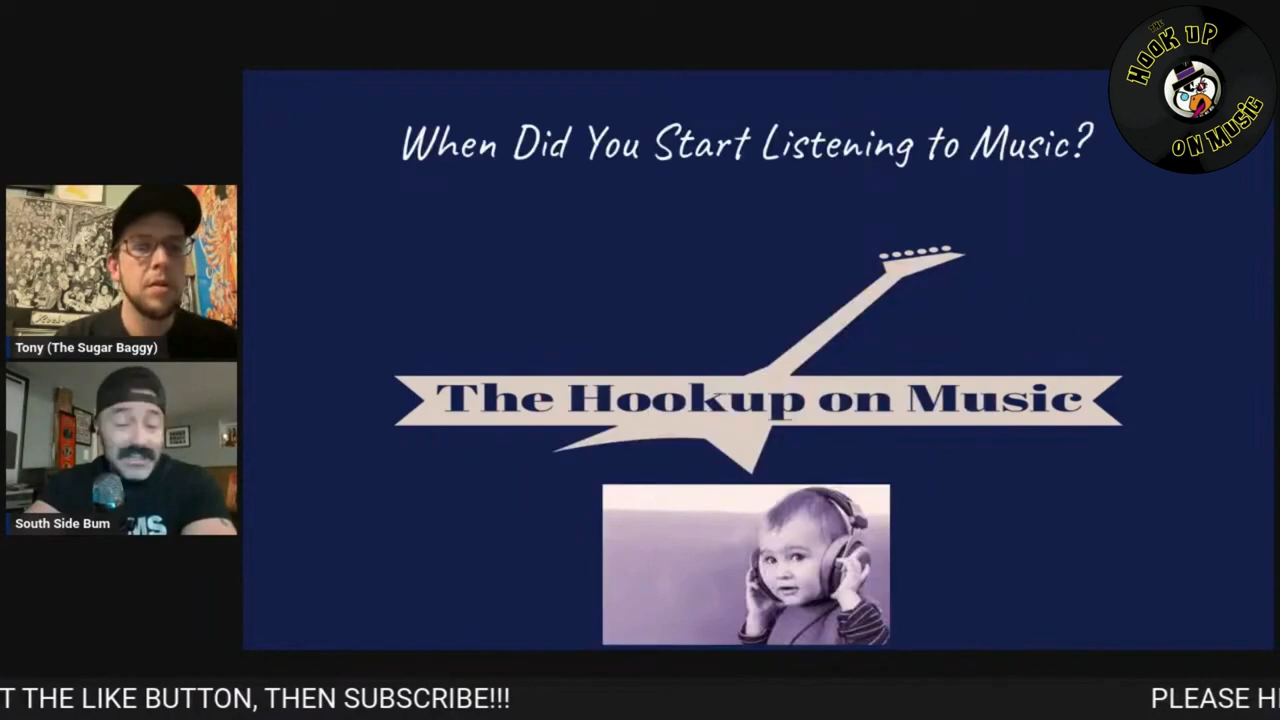 THE
HOOK UP
ON MUSIC
When Did You Start Listening to Music?
Tony (The Sugar Baggy)
The Hookup on Music
South Side Bum
T THE LIKE BUTTON, THEN SUBSCRIBE!!!
PLEASE H